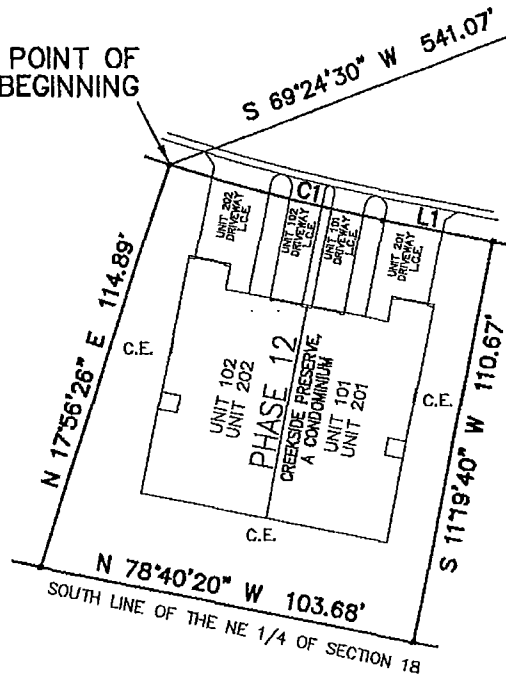 POINT OF
BEGINNING
S 69°24'30" W 541.07'
C1
L1
UNIT 202
DRIVEWAY
L.C.E.
UNIT 102
DRIVEWAY
L.C.E.
UNIT 101
DRIVEWAY
L.C.E.
UNIT 201
DRIVEWAY
L.C.E.
N 17°56'26" E 114.89'
C.E.
UNIT 102
UNIT 202
PHASE 12
CREEKSIDE PRESERVE,
A CONDOMINIUM
UNIT 101
UNIT 201
C.E.
S 11°19'40" W 110.67'
C.E.
N 78°40'20" W 103.68'
SOUTH LINE OF THE NE 1/4 OF SECTION 18